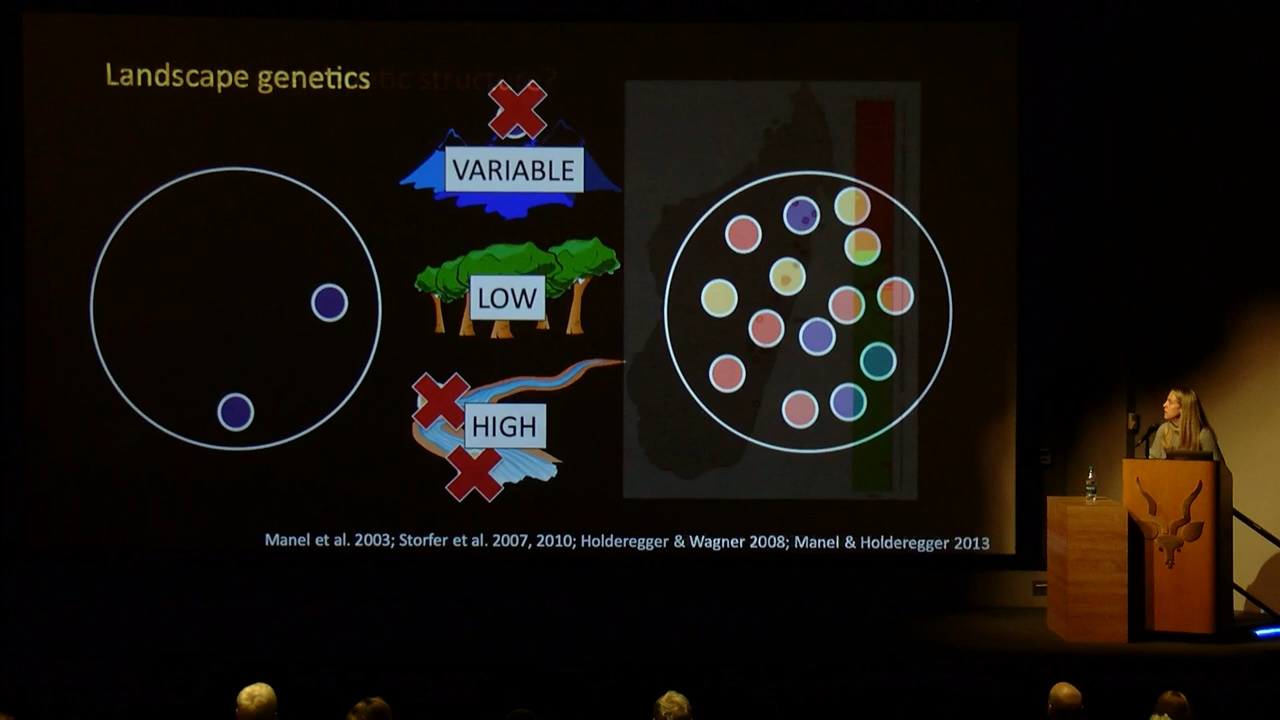 Landscape genetics
VARIABLE
LOW
HIGH
Manel et al. 2003; Storfer et al. 2007, 2010; Holderegger & Wagner 2008; Manel & Holderegger 2013